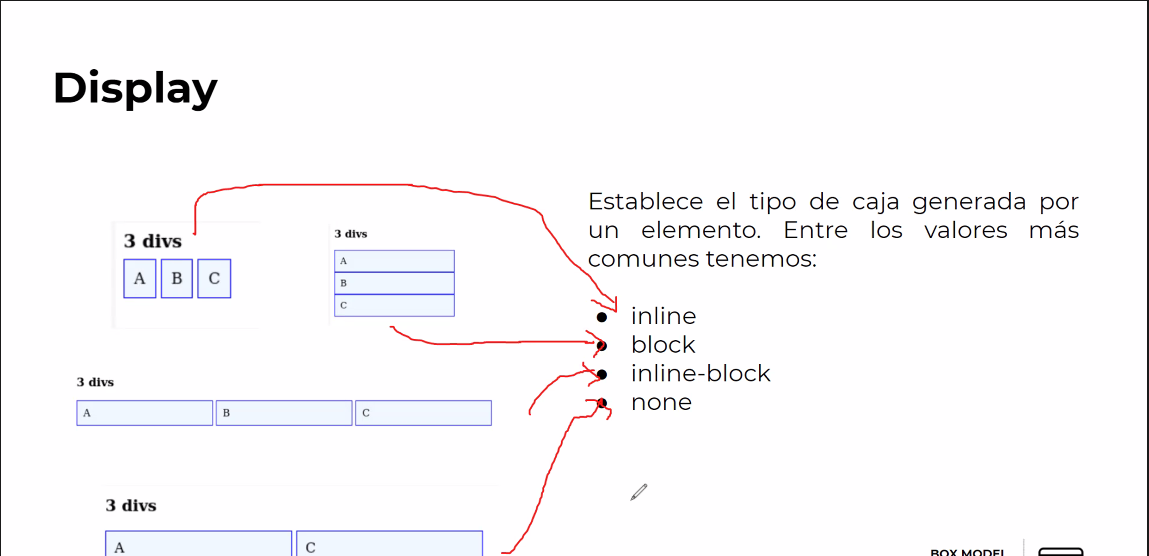 Display
Establece el tipo de caja generada por
un elemento. Entre los valores más
comunes tenemos:
inline
block
inline-block
none
3 divs
A B C
3 divs
A
B
C
3 divs
A B C
3 divs
A C
BOX MODEL